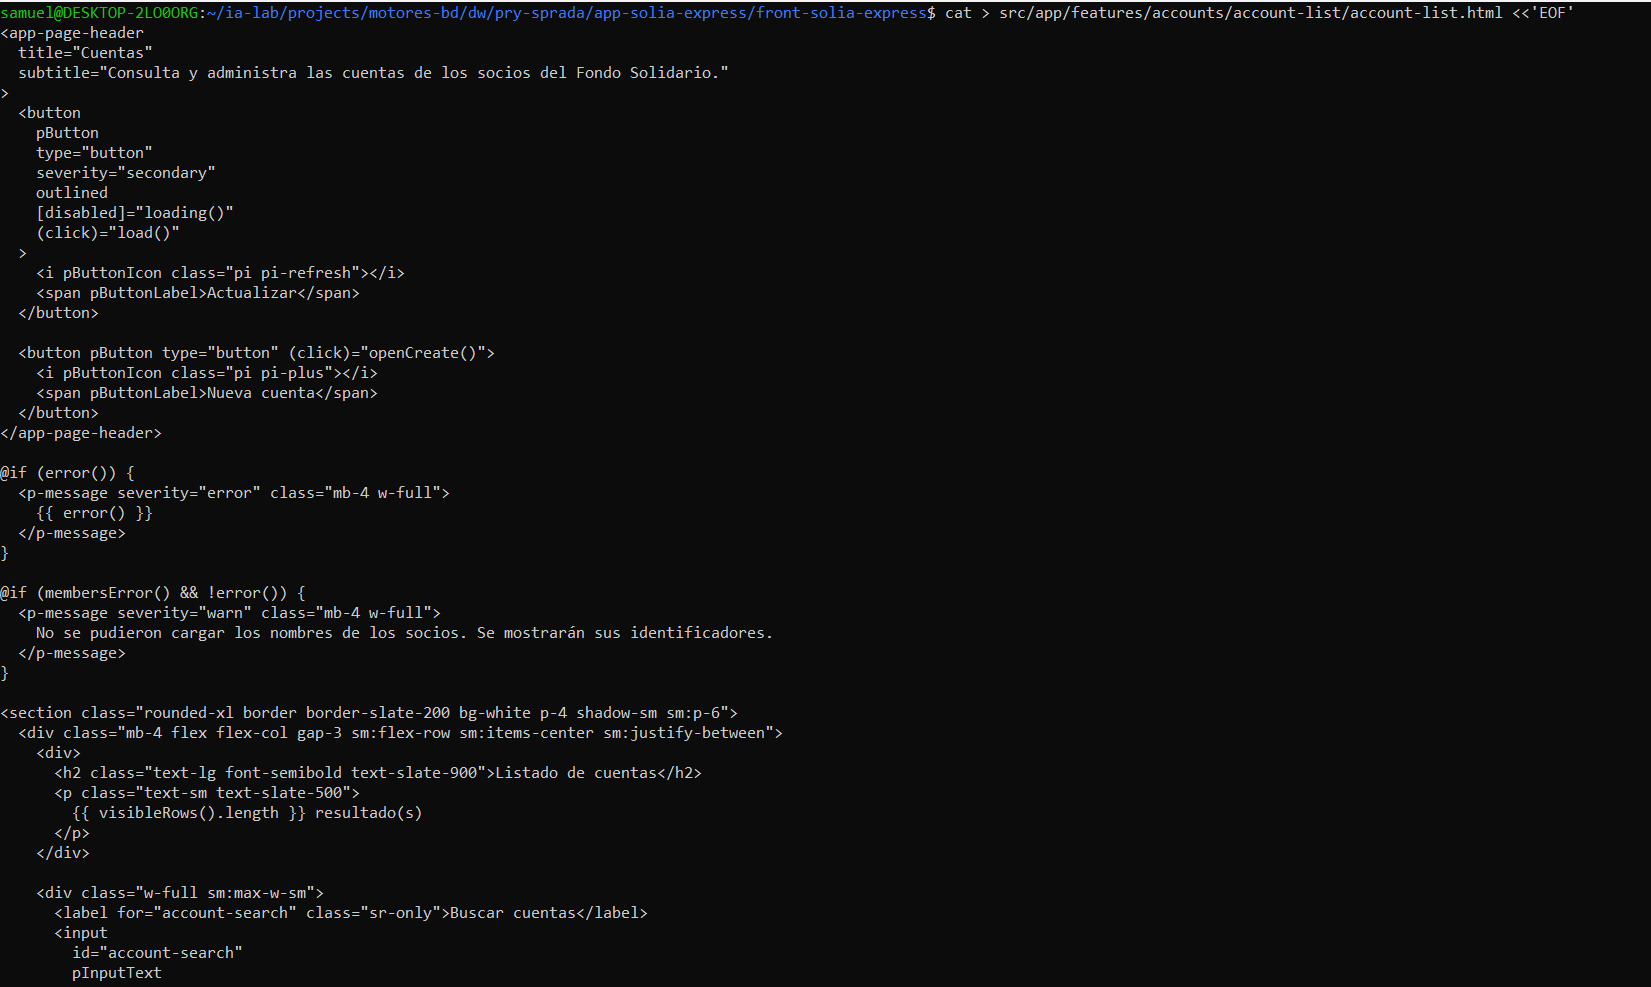 samuel@DESKTOP-2LO0ORG:~/ia-lab/projects/motores-bd/dw/pry-sprada/app-solia-express/front-solia-express$ cat > src/app/features/accounts/account-list/account-list.html <<'EOF'
<app-page-header
  title="Cuentas"
  subtitle="Consulta y administra las cuentas de los socios del Fondo Solidario."
>
  <button
    pButton
    type="button"
    severity="secondary"
    outlined
    [disabled]="loading()"
    (click)="load()"
  >
    <i pButtonIcon class="pi pi-refresh"></i>
    <span pButtonLabel>Actualizar</span>
  </button>

  <button pButton type="button" (click)="openCreate()">
    <i pButtonIcon class="pi pi-plus"></i>
    <span pButtonLabel>Nueva cuenta</span>
  </button>
</app-page-header>

@if (error()) {
  <p-message severity="error" class="mb-4 w-full">
    {{ error() }}
  </p-message>
}

@if (membersError() && !error()) {
  <p-message severity="warn" class="mb-4 w-full">
    No se pudieron cargar los nombres de los socios. Se mostrarán sus identificadores.
  </p-message>
}

<section class="rounded-xl border border-slate-200 bg-white p-4 shadow-sm sm:p-6">
  <div class="mb-4 flex flex-col gap-3 sm:flex-row sm:items-center sm:justify-between">
    <div>
      <h2 class="text-lg font-semibold text-slate-900">Listado de cuentas</h2>
      <p class="text-sm text-slate-500">
        {{ visibleRows().length }} resultado(s)
      </p>
    </div>

    <div class="w-full sm:max-w-sm">
      <label for="account-search" class="sr-only">Buscar cuentas</label>
      <input
        id="account-search"
        pInputText